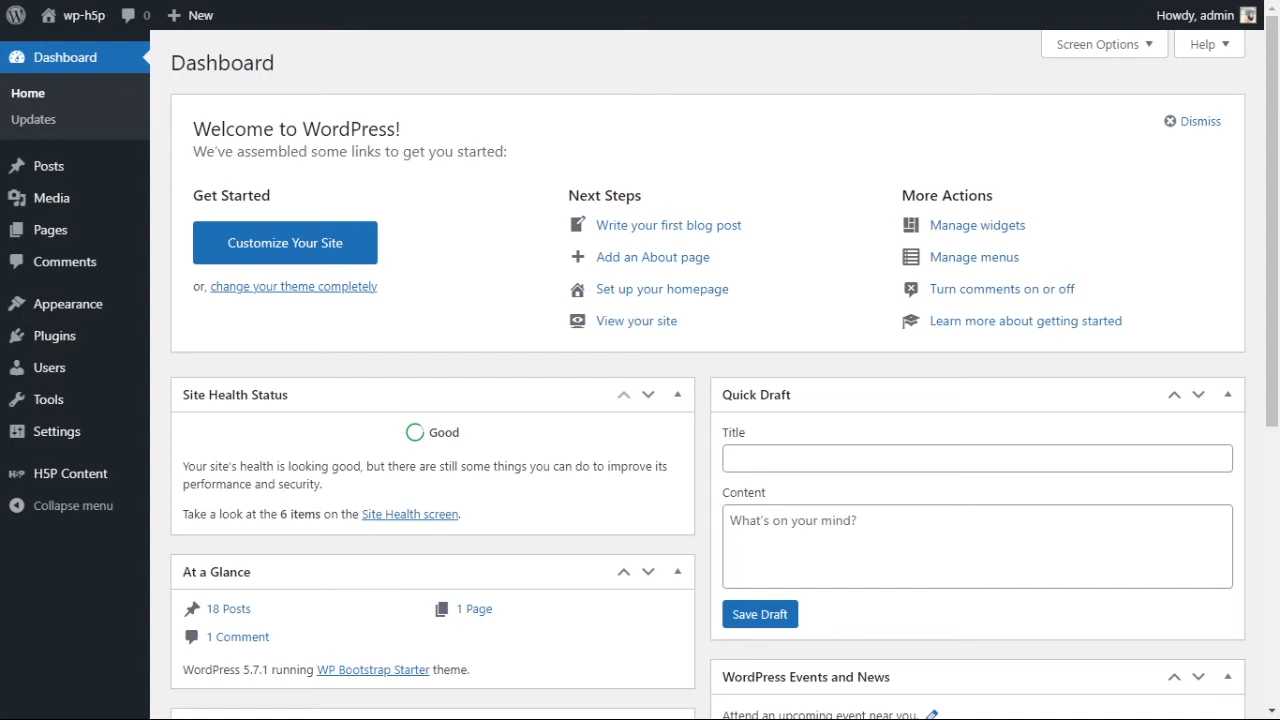 wp-h5p 0 New Howdy, admin
Dashboard
Home
Updates
Posts
Media
Pages
Comments
Appearance
Plugins
Users
Tools
Settings
H5P H5P Content
Collapse menu
Screen Options Help
Dashboard
Welcome to WordPress!
We've assembled some links to get you started:
Dismiss
Get Started
Customize Your Site
or, change your theme completely
Next Steps
Write your first blog post
Add an About page
Set up your homepage
View your site
More Actions
Manage widgets
Manage menus
Turn comments on or off
Learn more about getting started
Site Health Status
Good
Your site's health is looking good, but there are still some things you can do to improve its
performance and security.
Take a look at the 6 items on the Site Health screen.
At a Glance
18 Posts
1 Page
1 Comment
WordPress 5.7.1 running WP Bootstrap Starter theme.
Quick Draft
Title
Content
What's on your mind?
Save Draft
WordPress Events and News
Attend an upcoming event near you.